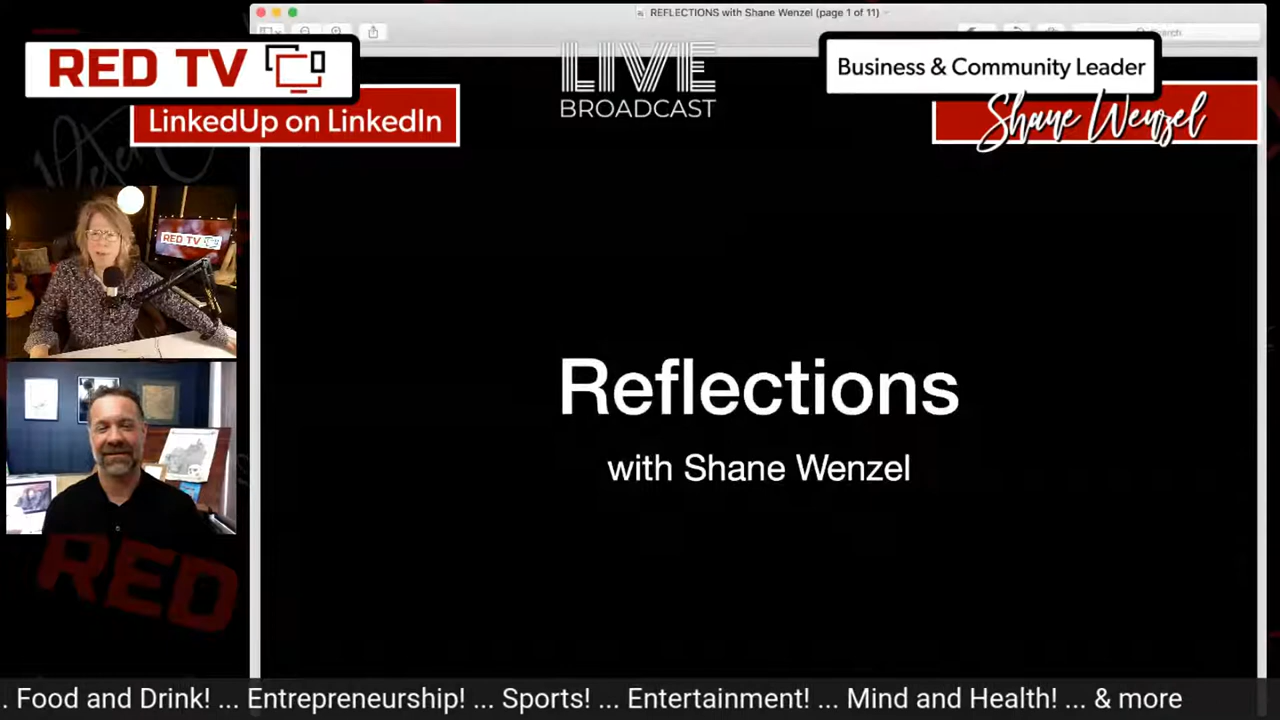 REFLECTIONS with Shane Wenzel (page 1 of 11)
Search
RED TV
LinkedUp on LinkedIn
LIVE
BROADCAST
Business & Community Leader
Shane Wenzel
RED TV
Reflections
with Shane Wenzel
RED
. Food and Drink! ... Entrepreneurship! ... Sports! ... Entertainment! ... Mind and Health! ... & more